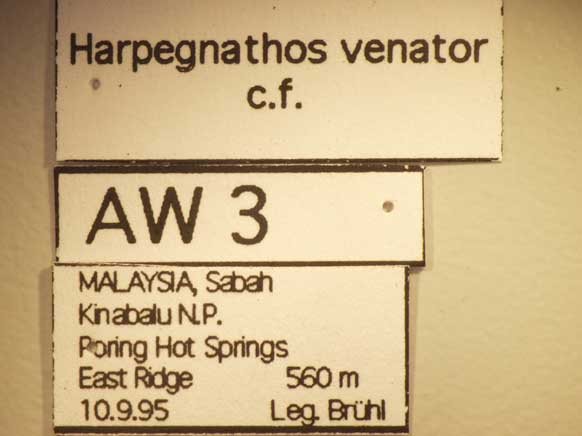 Harpegnathos venator
c.f.
AW 3
MALAYSIA, Sabah
Kinabalu N.P.
Poring Hot Springs
East Ridge 560 m
10.9.95 Leg. Brühl